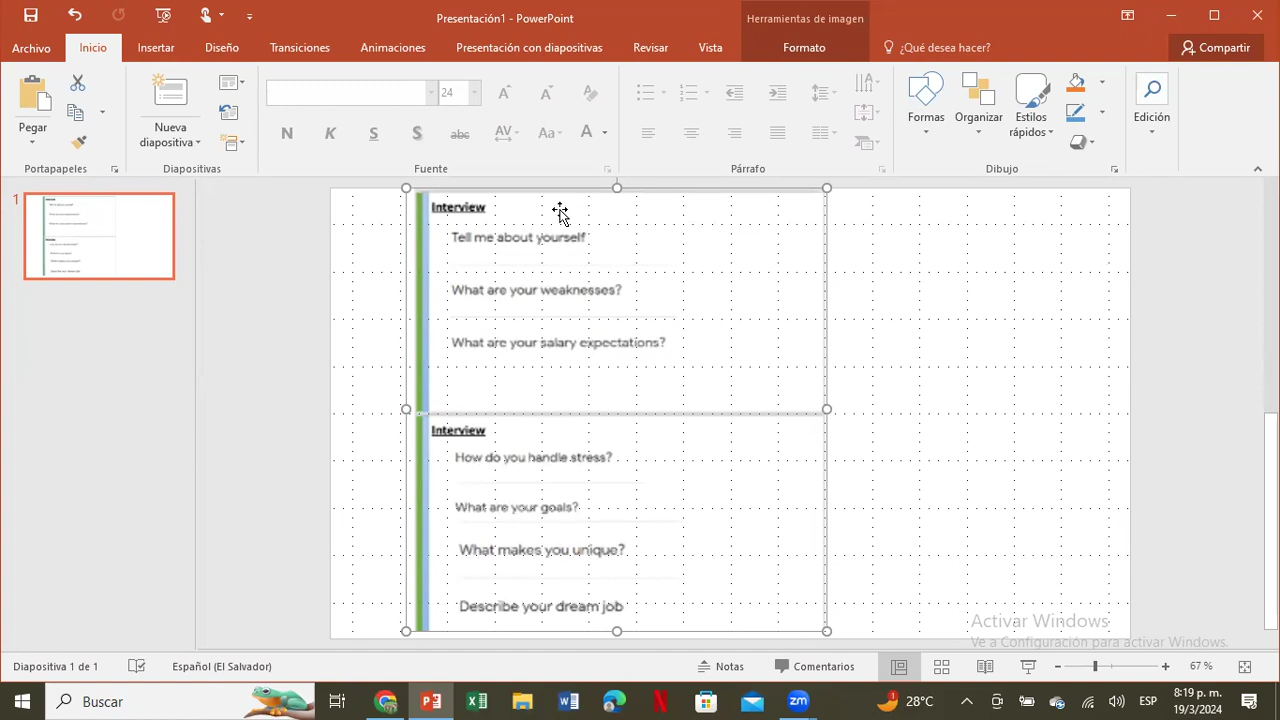 Presentación1 - PowerPoint
Herramientas de imagen
Archivo
Inicio
Insertar
Diseño
Transiciones
Animaciones
Presentación con diapositivas
Revisar
Vista
Formato
¿Qué desea hacer?
Compartir
24
Pegar
Nueva
diapositiva
N K S S abc AV Aa A
Formas
Organizar
Estilos
rápidos
Edición
Portapapeles
Diapositivas
Fuente
Párrafo
Dibujo
1
Interview
Tell me about yourself
What are your weaknesses?
What are your salary expectations?
Interview
How do you handle stress?
What are your goals?
What makes you unique?
Describe your dream job
Activar Windows
Ve a Configuración para activar Windows.
Diapositiva 1 de 1
Español (El Salvador)
Notas
Comentarios
67 %
Buscar
28°C
ESP
8:19 p. m.
19/3/2024